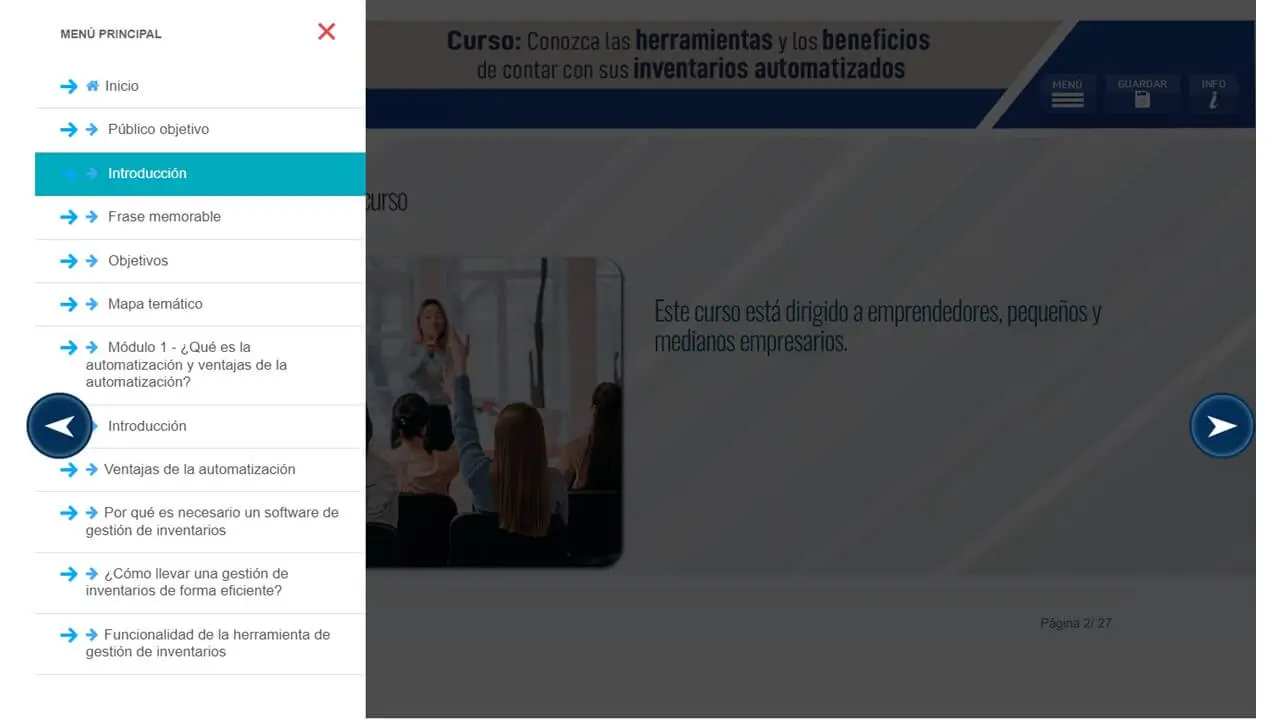 MENÚ PRINCIPAL
Inicio
Público objetivo
Introducción
Frase memorable
Objetivos
Mapa temático
Módulo 1 - ¿Qué es la
automatización y ventajas de la
automatización?
Introducción
Ventajas de la automatización
Por qué es necesario un software de
gestión de inventarios
¿Cómo llevar una gestión de
inventarios de forma eficiente?
Funcionalidad de la herramienta de
gestión de inventarios
Curso: Conozca las herramientas y los beneficios
de contar con sus inventarios automatizados
MENÚ
GUARDAR
INFO
curso
Este curso está dirigido a emprendedores, pequeños y
medianos empresarios.
Página 2/ 27